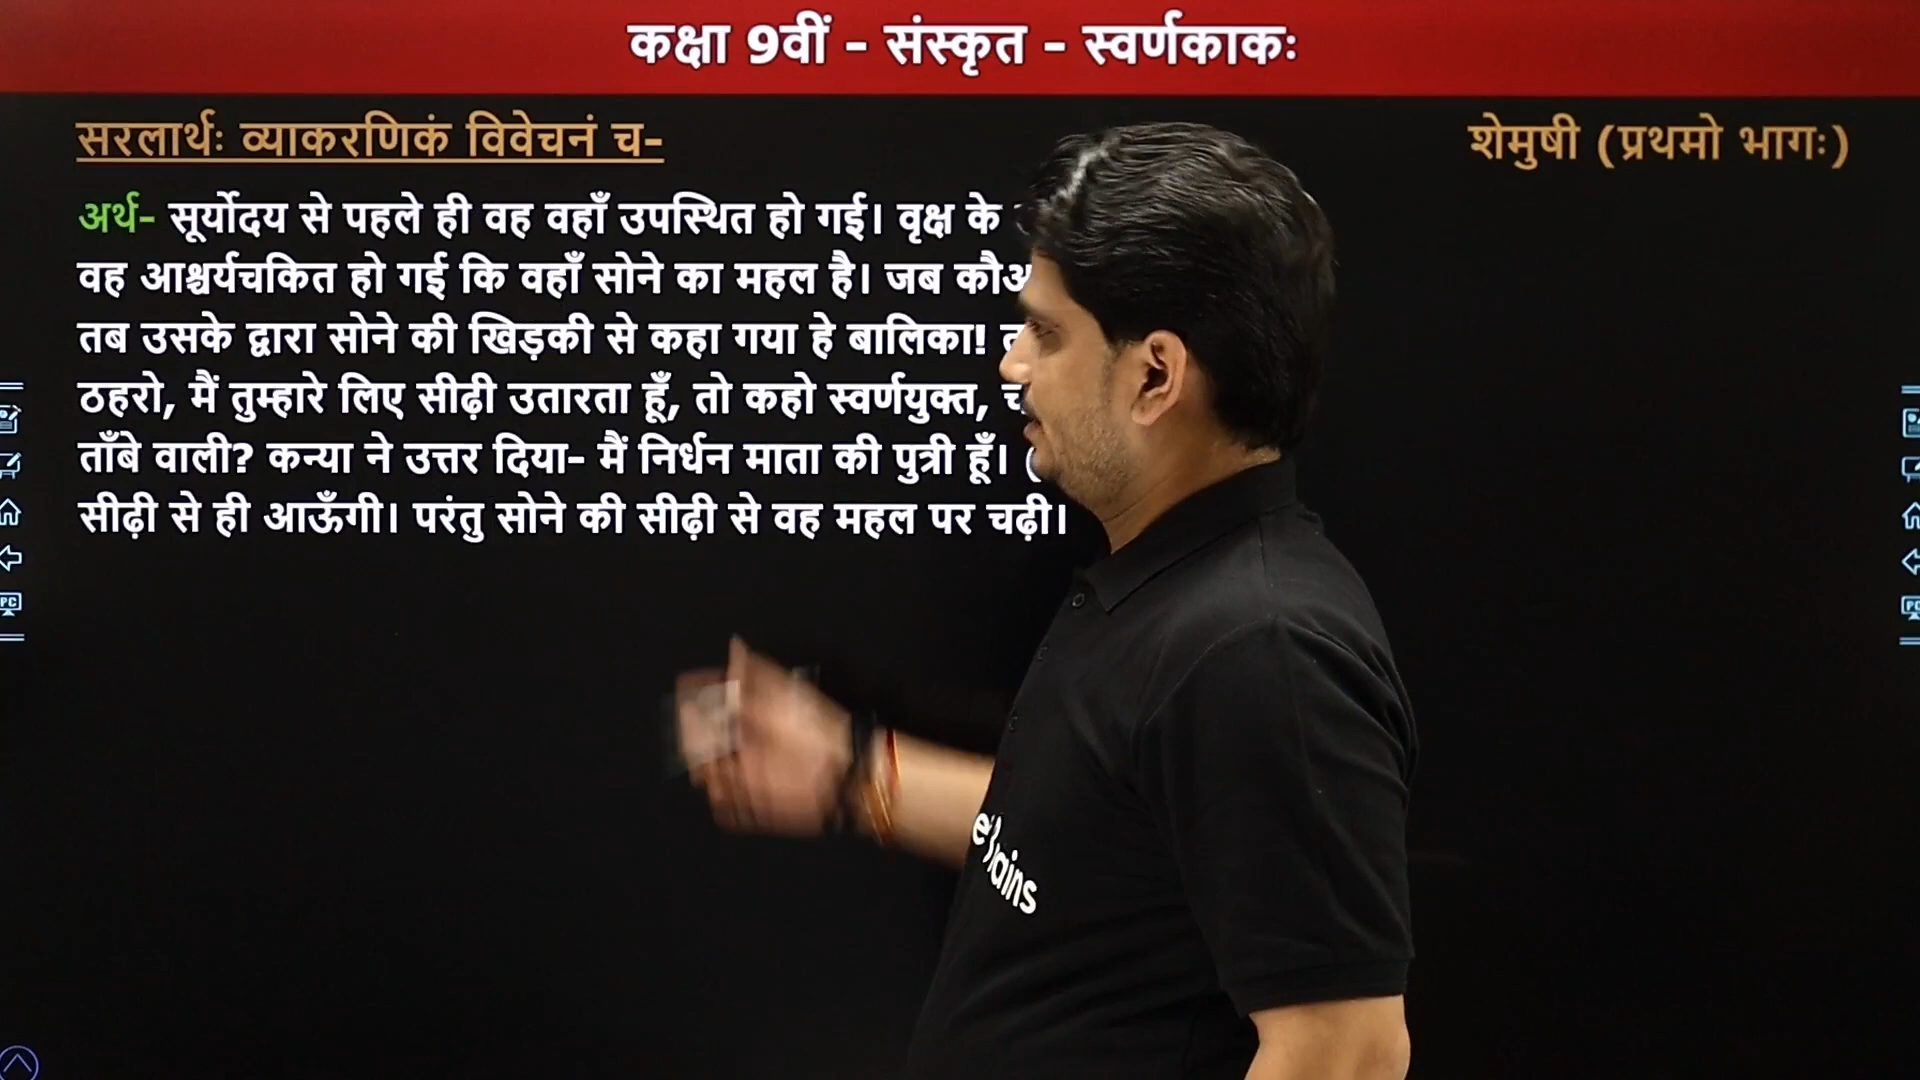 कक्षा 9वीं - संस्कृत - स्वर्णकाकः
सरलार्थः व्याकरणिकं विवेचनं च-
शेमुषी (प्रथमो भागः)
अर्थ- सूर्योदय से पहले ही वह वहाँ उपस्थित हो गई। वृक्ष के
वह आश्चर्यचकित हो गई कि वहाँ सोने का महल है। जब
तब उसके द्वारा सोने की खिड़की से कहा गया हे बालिका!
ठहरो, मैं तुम्हारे लिए सीढ़ी उतारता हूँ, तो कहो स्वर्णयुक्त,
ताँबे वाली? कन्या ने उत्तर दिया- मैं निर्धन माता की पुत्री हूँ।
सीढ़ी से ही आऊँगी। परंतु सोने की सीढ़ी से वह महल पर चढ़ी।
PC